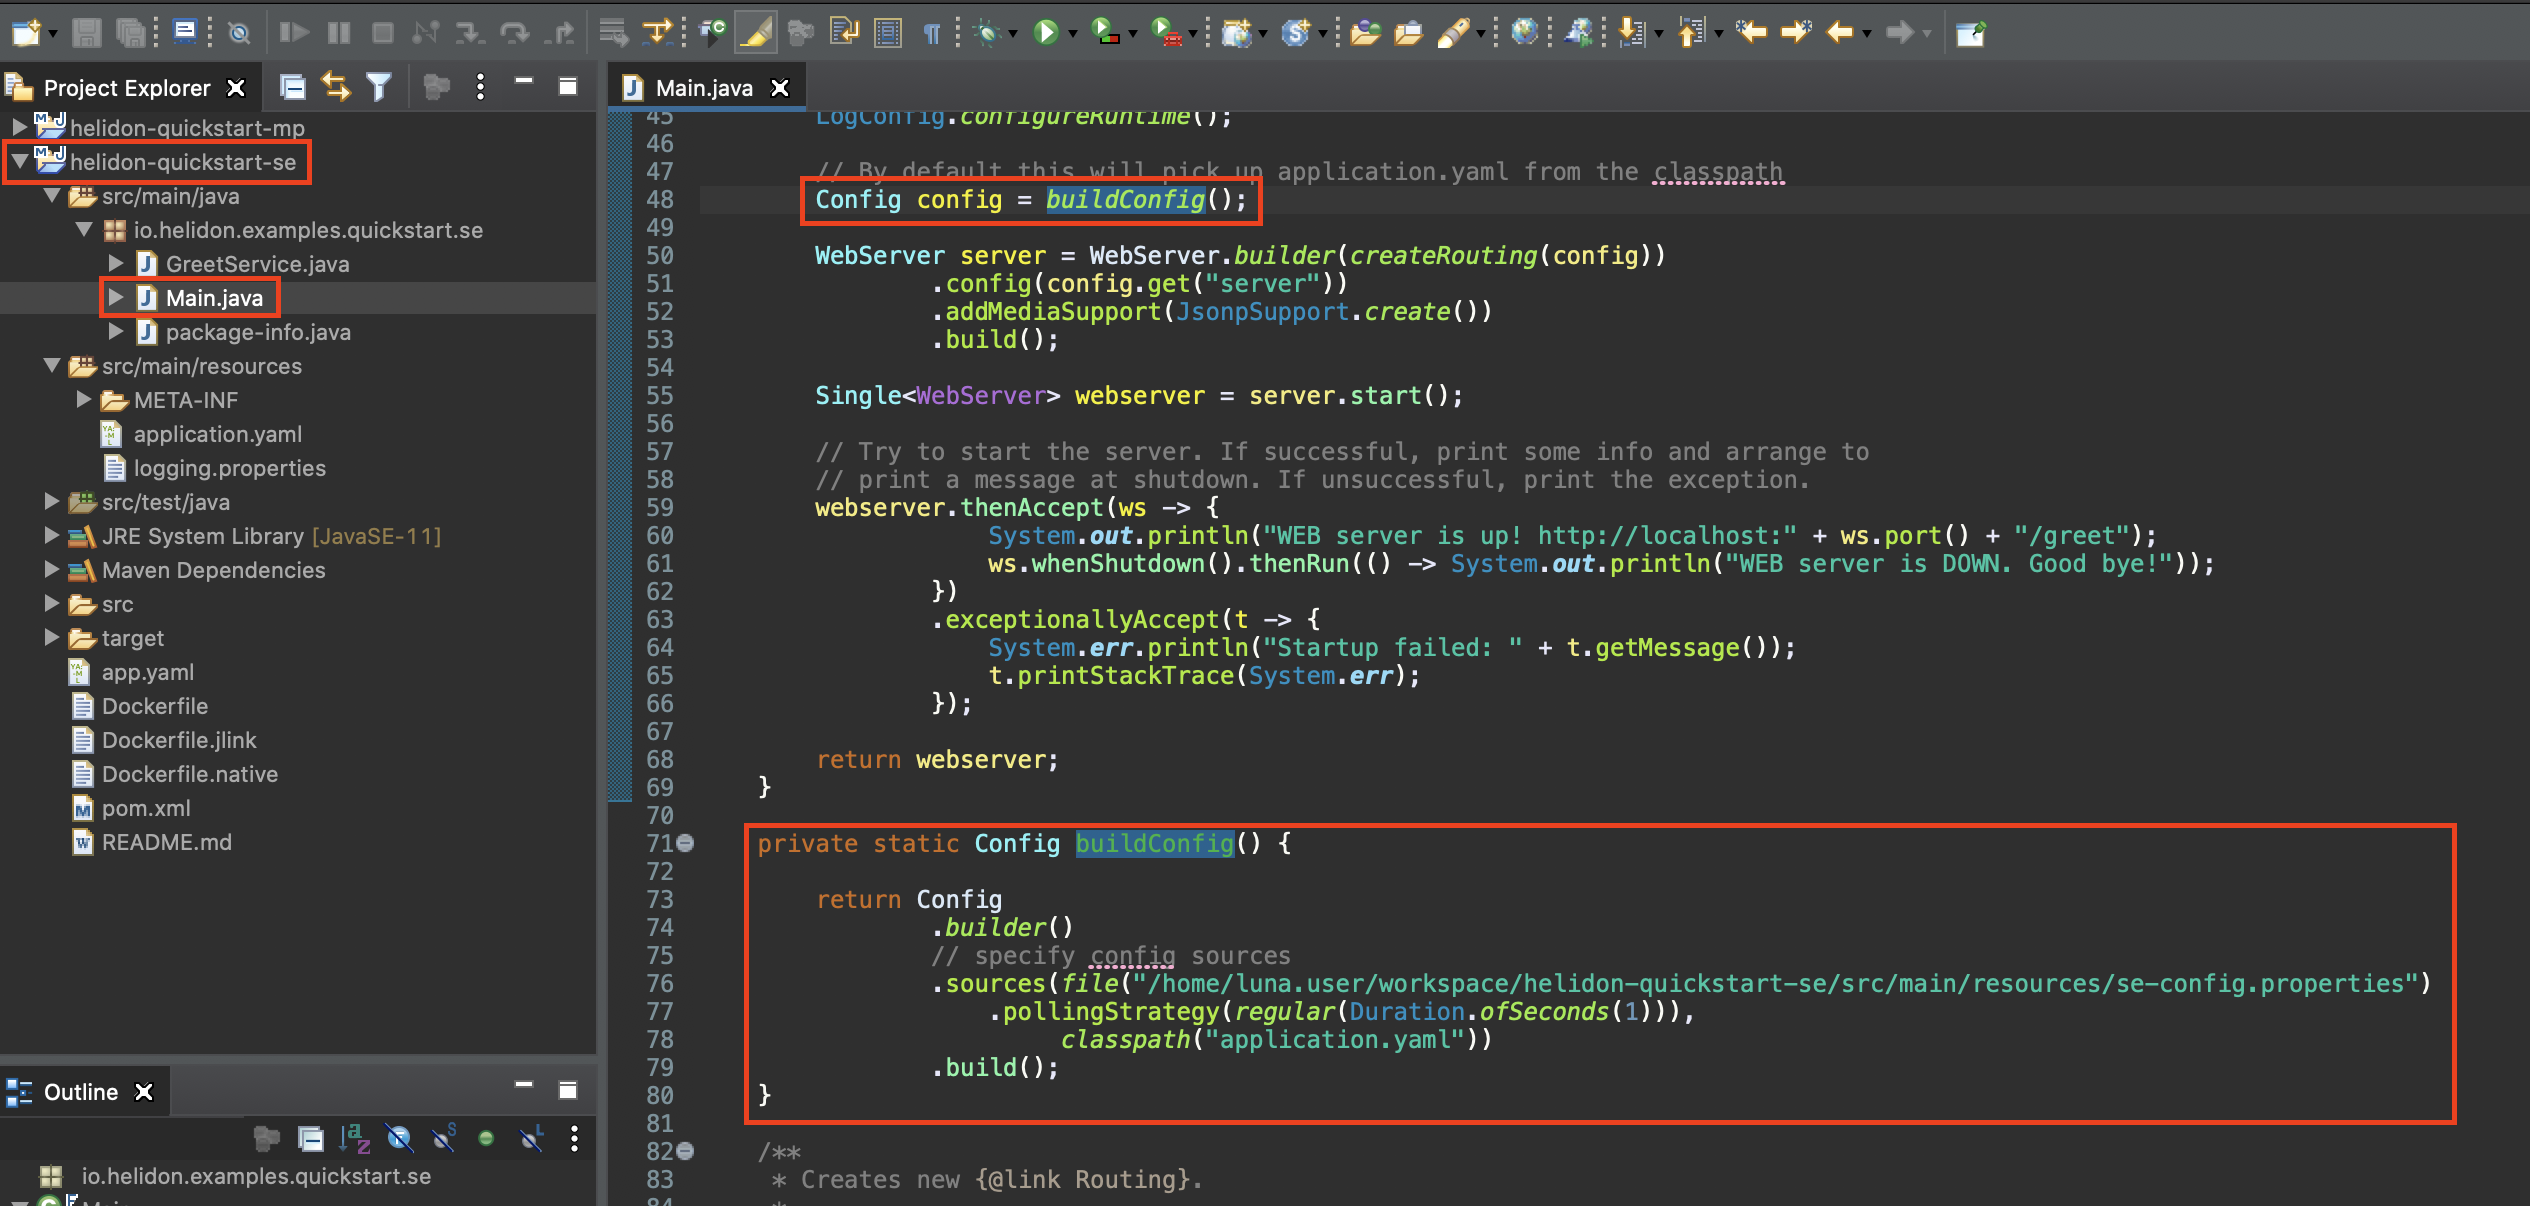 Project Explorer
helidon-quickstart-mp
helidon-quickstart-se
src/main/java
io.helidon.examples.quickstart.se
GreetService.java
Main.java
package-info.java
src/main/resources
META-INF
application.yaml
logging.properties
src/test/java
JRE System Library [JavaSE-11]
Maven Dependencies
src
target
app.yaml
Dockerfile
Dockerfile.jlink
Dockerfile.native
pom.xml
README.md
Outline
io.helidon.examples.quickstart.se
Main.java
45 LogConfig.configureRuntime();
46
47 // By default this will pick up application.yaml from the classpath
48 Config config = buildConfig();
49
50 WebServer server = WebServer.builder(createRouting(config))
51 .config(config.get("server"))
52 .addMediaSupport(JsonpSupport.create())
53 .build();
54
55 Single<WebServer> webserver = server.start();
56
57 // Try to start the server. If successful, print some info and arrange to
58 // print a message at shutdown. If unsuccessful, print the exception.
59 webserver.thenAccept(ws -> {
60 System.out.println("WEB server is up! http://localhost:" + ws.port() + "/greet");
61 ws.whenShutdown().thenRun(() -> System.out.println("WEB server is DOWN. Good bye!"));
62 })
63 .exceptionallyAccept(t -> {
64 System.err.println("Startup failed: " + t.getMessage());
65 t.printStackTrace(System.err);
66 });
67
68 return webserver;
69 }
70
71 private static Config buildConfig() {
72
73 return Config
74 .builder()
75 // specify config sources
76 .sources(file("/home/luna.user/workspace/helidon-quickstart-se/src/main/resources/se-config.properties")
77 .pollingStrategy(regular(Duration.ofSeconds(1))),
78 classpath("application.yaml"))
79 .build();
80 }
81
82 /**
83 * Creates new {@link Routing}.